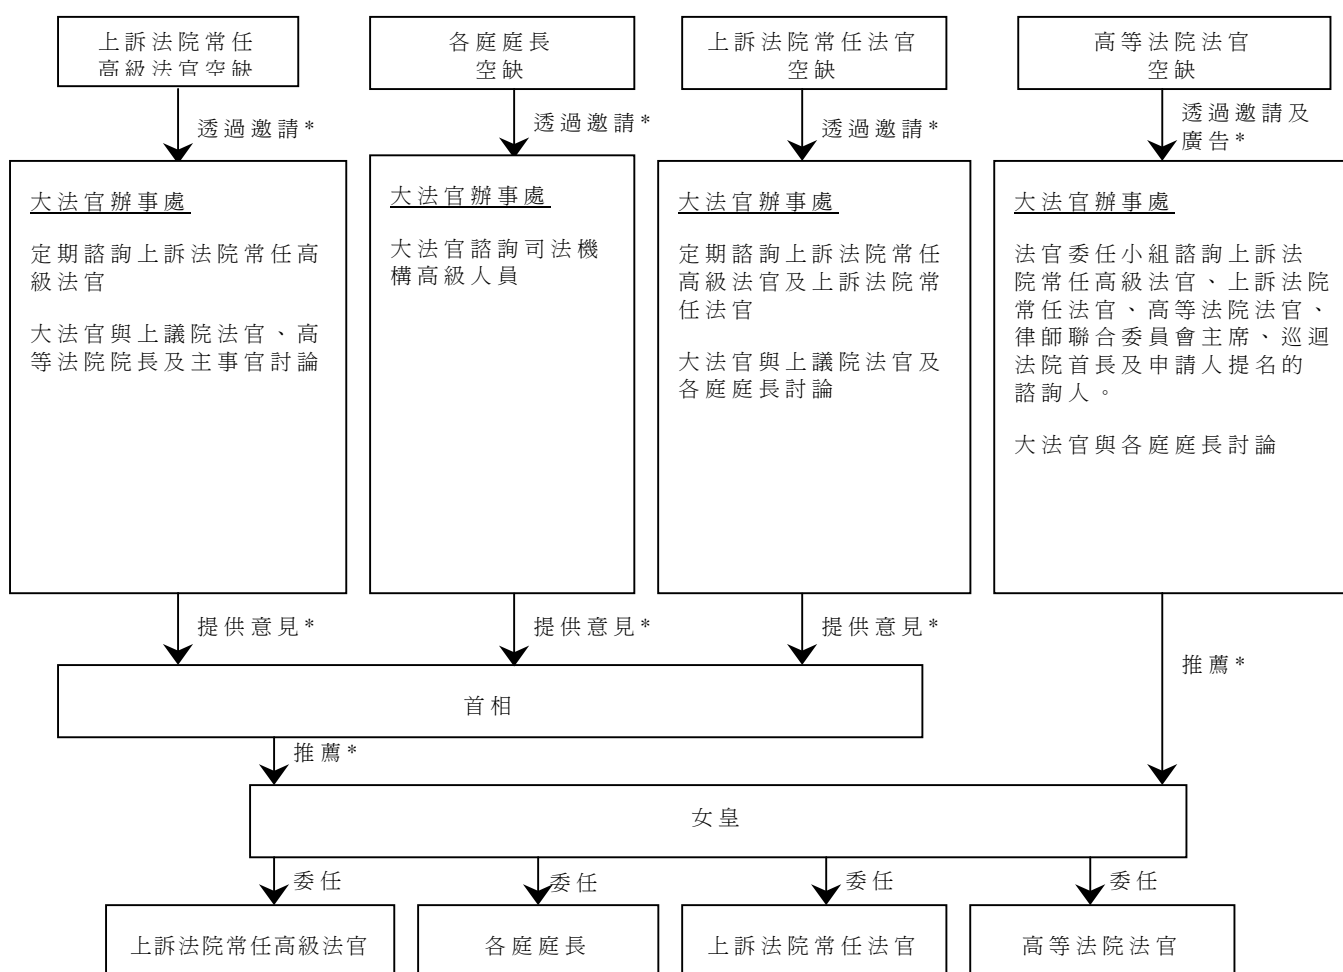 上訴法院常任
高級法官空缺
各庭庭長
空缺
上訴法院常任法官
空缺
高等法院法官
空缺
透過邀請*
透過邀請*
透過邀請*
透過邀請及
廣告*
大法官辦事處
定期諮詢上訴法院常任高
級法官
大法官與上議院法官、高
等法院院長及主事官討論
大法官辦事處
大法官諮詢司法機
構高級人員
大法官辦事處
定期諮詢上訴法院常任
高級法官及上訴法院常
任法官
大法官與上議院法官及
各庭庭長討論
大法官辦事處
法官委任小組諮詢上訴法
院常任高級法官、上訴法院
常任法官、高等法院法官、
律師聯合委員會主席、巡迴
法院首長及申請人提名的
諮詢人。
大法官與各庭庭長討論
提供意見*
提供意見*
提供意見*
推薦*
首相
推薦*
女皇
委任
委任
委任
委任
上訴法院常任高級法官
各庭庭長
上訴法院常任法官
高等法院法官